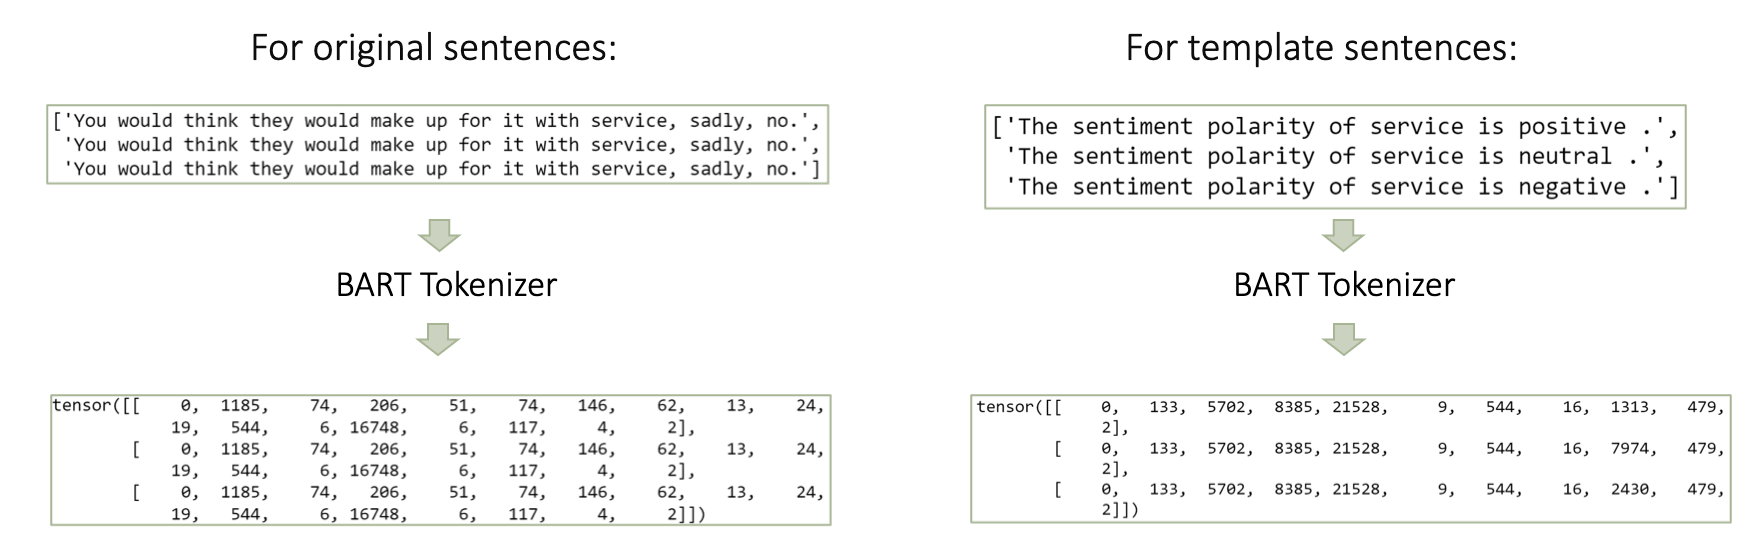 For original sentences:
['You would think they would make up for it with service, sadly, no.',
'You would think they would make up for it with service, sadly, no.',
'You would think they would make up for it with service, sadly, no.']
BART Tokenizer
tensor([[ 0, 1185, 74, 206, 51, 74, 146, 62, 13, 24,
19, 544, 6, 16748, 6, 117, 4, 2],
[ 0, 1185, 74, 206, 51, 74, 146, 62, 13, 24,
19, 544, 6, 16748, 6, 117, 4, 2],
[ 0, 1185, 74, 206, 51, 74, 146, 62, 13, 24,
19, 544, 6, 16748, 6, 117, 4, 2]])
For template sentences:
['The sentiment polarity of service is positive .',
'The sentiment polarity of service is neutral .',
'The sentiment polarity of service is negative .']
BART Tokenizer
tensor([[ 0, 133, 5702, 8385, 21528, 9, 544, 16, 1313, 479,
2],
[ 0, 133, 5702, 8385, 21528, 9, 544, 16, 7974, 479,
2],
[ 0, 133, 5702, 8385, 21528, 9, 544, 16, 2430, 479,
2]])